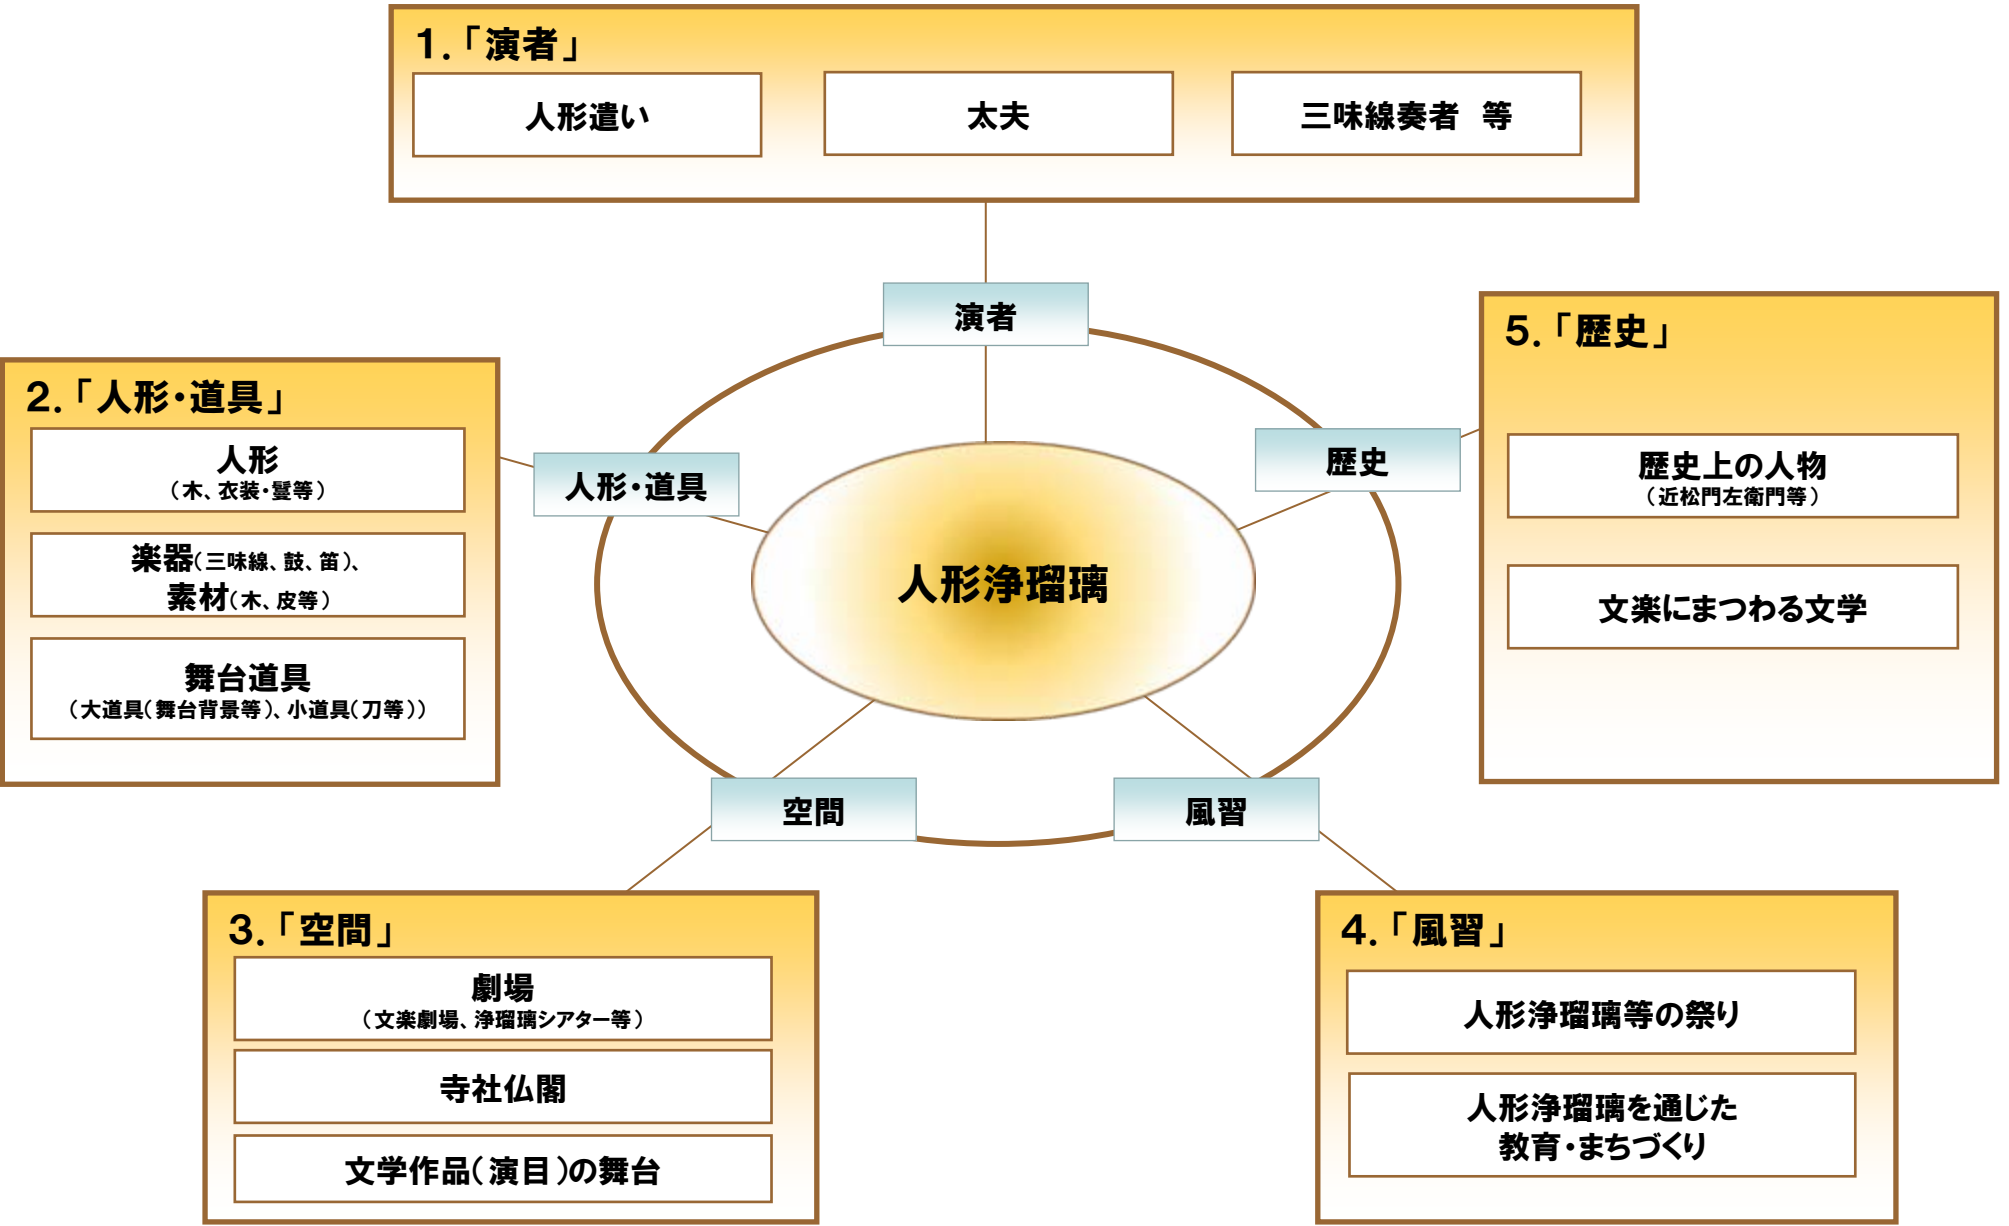 1.「演者」
人形遣い
太夫
三味線奏者　等
演者
歴史
人形・道具
人形浄瑠璃
空間
風習
2.「人形・道具」
人形
（木、衣装・鬘等）
楽器（三味線、鼓、笛）、
素材（木、皮等）
舞台道具
（大道具（舞台背景等）、小道具（刀等））
3.「空間」
劇場
（文楽劇場、浄瑠璃シアター等）
寺社仏閣
文学作品（演目）の舞台
4.「風習」
人形浄瑠璃等の祭り
人形浄瑠璃を通じた
教育・まちづくり
5.「歴史」
歴史上の人物
（近松門左衛門等）
文楽にまつわる文学